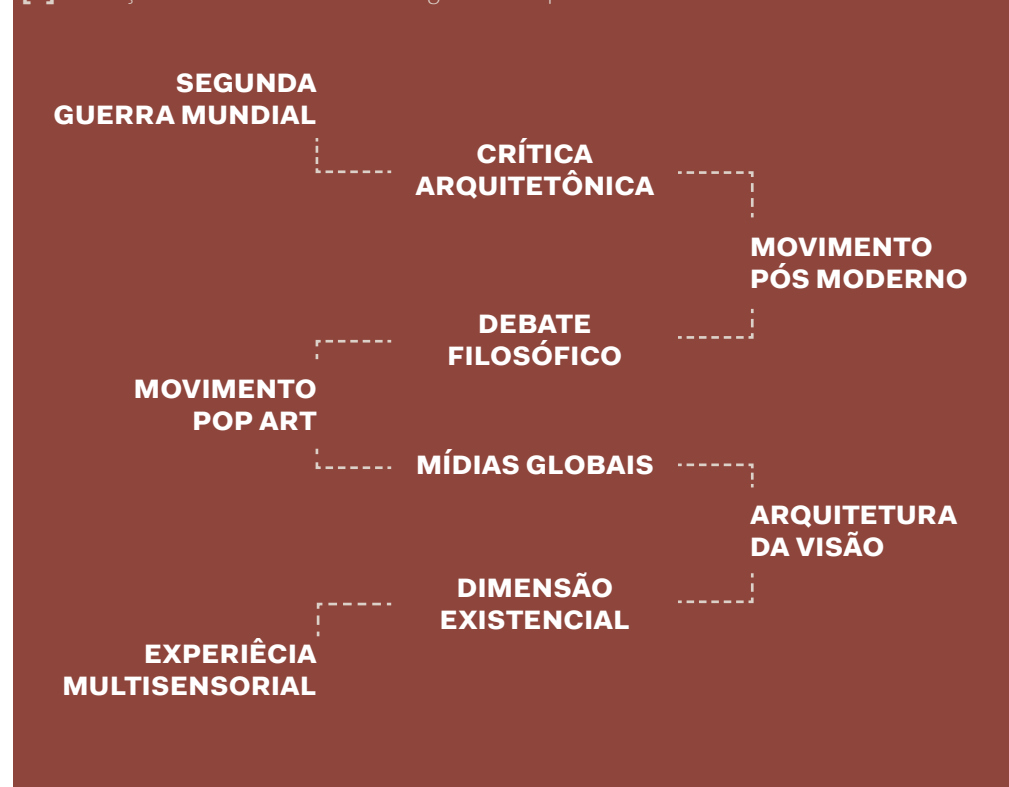 SEGUNDA
GUERRA MUNDIAL
CRÍTICA
ARQUITETÔNICA
MOVIMENTO
PÓS MODERNO
DEBATE
FILOSÓFICO
MOVIMENTO
POP ART
MÍDIAS GLOBAIS
ARQUITETURA
DA VISÃO
DIMENSÃO
EXISTENCIAL
EXPERIÊCIA
MULTISENSORIAL